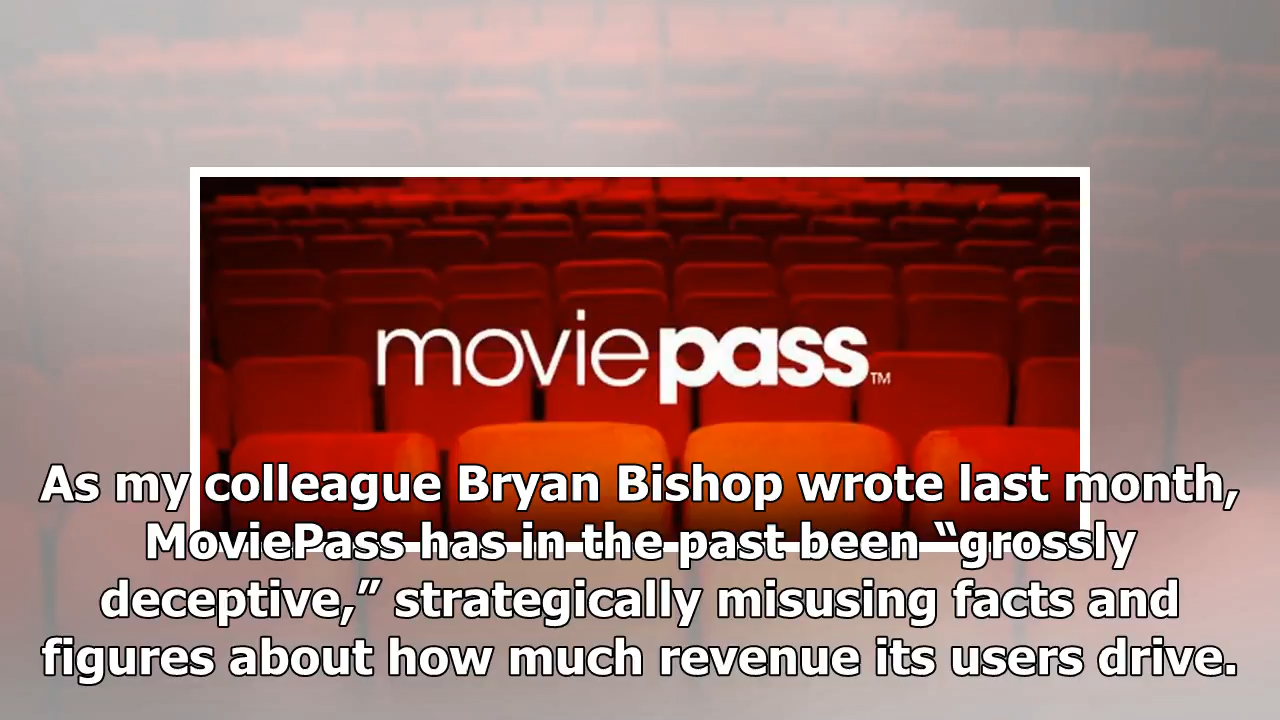 moviepass™
As my colleague Bryan Bishop wrote last month,
MoviePass has in the past been “grossly
deceptive,” strategically misusing facts and
figures about how much revenue its users drive.